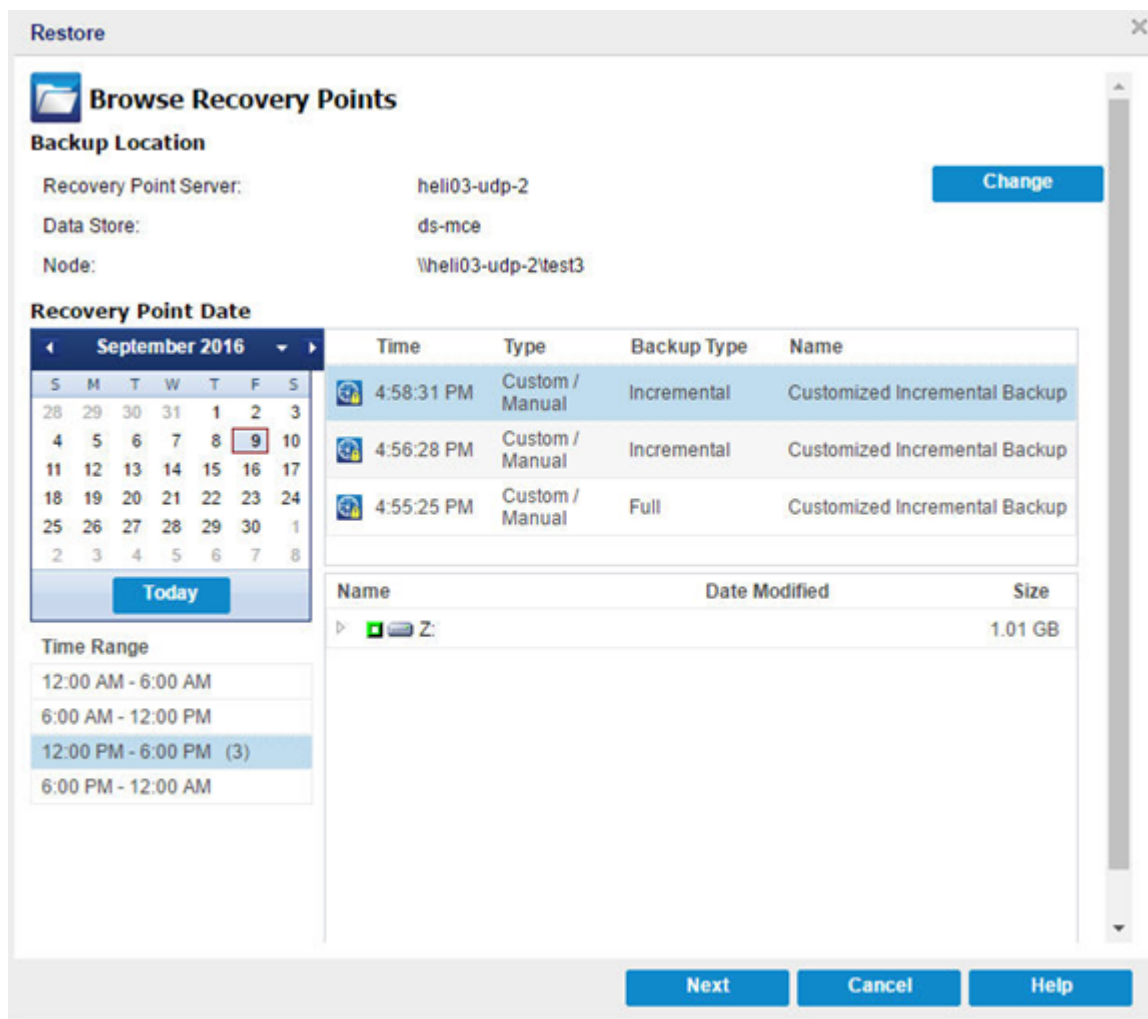 Restore
Browse Recovery Points
Backup Location
Recovery Point Server: heli03-udp-2
Change
Data Store: ds-mce
Node: \\heli03-udp-2\test3
Recovery Point Date
September 2016
S M T W T F S
28 29 30 31 1 2 3
4 5 6 7 8 9 10
11 12 13 14 15 16 17
18 19 20 21 22 23 24
25 26 27 28 29 30 1
2 3 4 5 6 7 8
Today
Time Range
12:00 AM - 6:00 AM
6:00 AM - 12:00 PM
12:00 PM - 6:00 PM (3)
6:00 PM - 12:00 AM
Time Type Backup Type Name
4:58:31 PM Custom / Manual Incremental Customized Incremental Backup
4:56:28 PM Custom / Manual Incremental Customized Incremental Backup
4:55:25 PM Custom / Manual Full Customized Incremental Backup
Name Date Modified Size
Z: 1.01 GB
Next Cancel Help